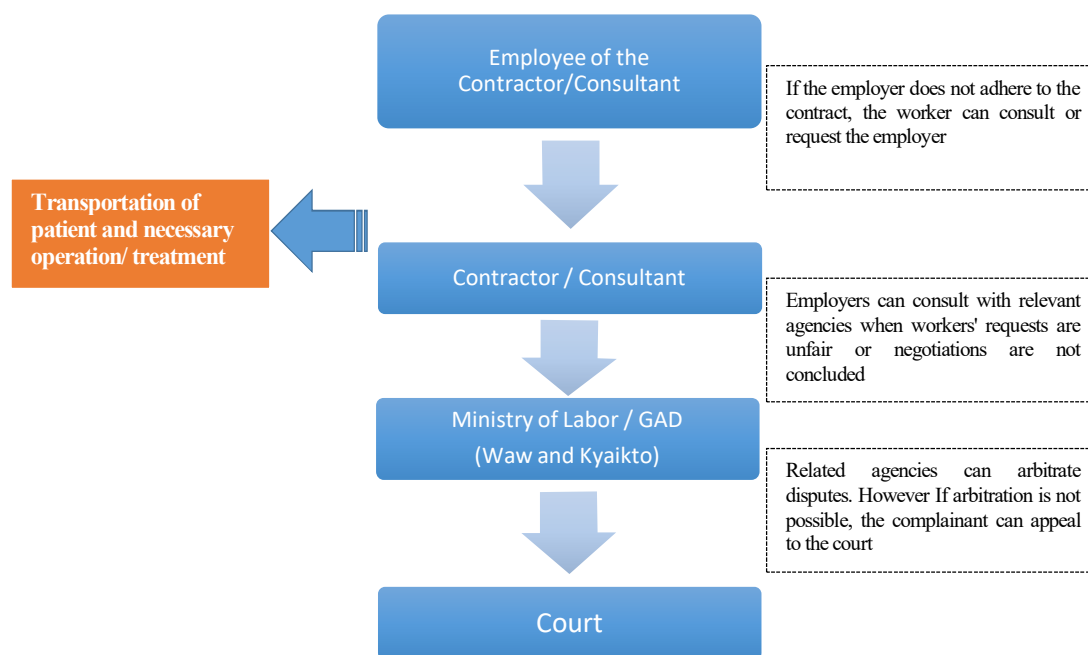 Employee of the
Contractor/Consultant
If the employer does not adhere to the
contract, the worker can consult or
request the employer
Transportation of
patient and necessary
operation/ treatment
Contractor / Consultant
Employers can consult with relevant
agencies when workers' requests are
unfair or negotiations are not
concluded
Ministry of Labor / GAD
(Waw and Kyaikto)
Related agencies can arbitrate
disputes. However If arbitration is not
possible, the complainant can appeal
to the court
Court